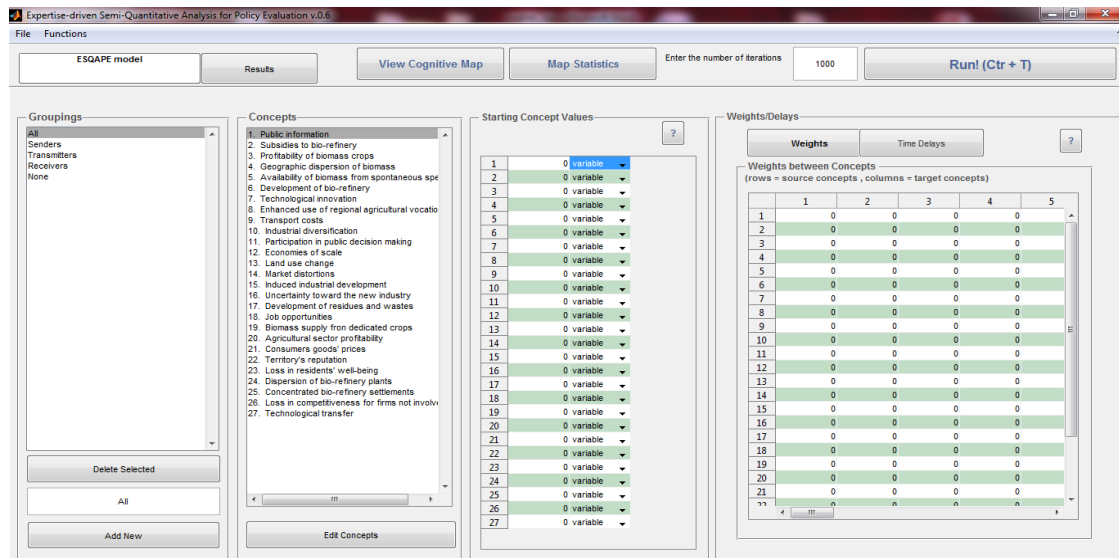 Expertise-driven Semi-Quantitative Analysis for Policy Evaluation v.0.6
File Functions
ESQAPE model
Results
View Cognitive Map
Map Statistics
Enter the number of iterations
1000
Run! (Ctr + T)
Groupings
All
Senders
Transmitters
Receivers
None
Delete Selected
All
Add New
Concepts
1. Public information
2. Subsidies to bio-refinery
3. Profitability of biomass crops
4. Geographic dispersion of biomass
5. Availability of biomass from spontaneous spe
6. Development of bio-refinery
7. Technological innovation
8. Enhanced use of regional agricultural vocatio
9. Transport costs
10. Industrial diversification
11. Participation in public decision making
12. Economies of scale
13. Land use change
14. Market distortions
15. Induced industrial development
16. Uncertainty toward the new industry
17. Development of residues and wastes
18. Job opportunities
19. Biomass supply fron dedicated crops
20. Agricultural sector profitability
21. Consumers goods' prices
22. Territory's reputation
23. Loss in residents' well-being
24. Dispersion of bio-refinery plants
25. Concentrated bio-refinery settlements
26. Loss in competitiveness for firms not involve
27. Technological transfer
Edit Concepts
Starting Concept Values
?
1 0 variable
2 0 variable
3 0 variable
4 0 variable
5 0 variable
6 0 variable
7 0 variable
8 0 variable
9 0 variable
10 0 variable
11 0 variable
12 0 variable
13 0 variable
14 0 variable
15 0 variable
16 0 variable
17 0 variable
18 0 variable
19 0 variable
20 0 variable
21 0 variable
22 0 variable
23 0 variable
24 0 variable
25 0 variable
26 0 variable
27 0 variable
Weights/Delays
Weights
Time Delays
?
Weights between Concepts
(rows = source concepts , columns = target concepts)
1 2 3 4 5
1 0 0 0 0
2 0 0 0 0
3 0 0 0 0
4 0 0 0 0
5 0 0 0 0
6 0 0 0 0
7 0 0 0 0
8 0 0 0 0
9 0 0 0 0
10 0 0 0 0
11 0 0 0 0
12 0 0 0 0
13 0 0 0 0
14 0 0 0 0
15 0 0 0 0
16 0 0 0 0
17 0 0 0 0
18 0 0 0 0
19 0 0 0 0
20 0 0 0 0
21 0 0 0 0
22 0 0 0 0